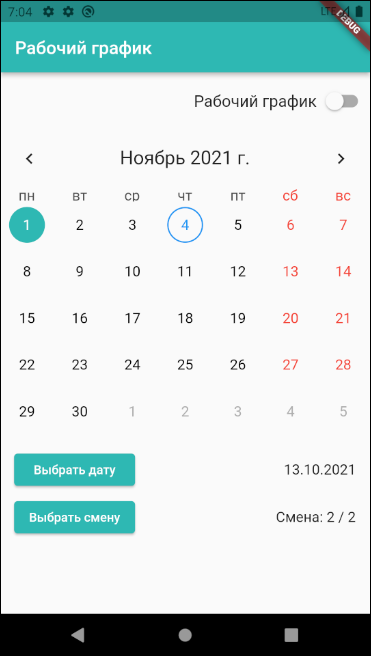 7:04 LTE
DEBUG
Рабочий график
Рабочий график
Ноябрь 2021 г.
пн вт ср чт пт сб вс
1 2 3 4 5 6 7
8 9 10 11 12 13 14
15 16 17 18 19 20 21
22 23 24 25 26 27 28
29 30 1 2 3 4 5
Выбрать дату 13.10.2021
Выбрать смену Смена: 2 / 2